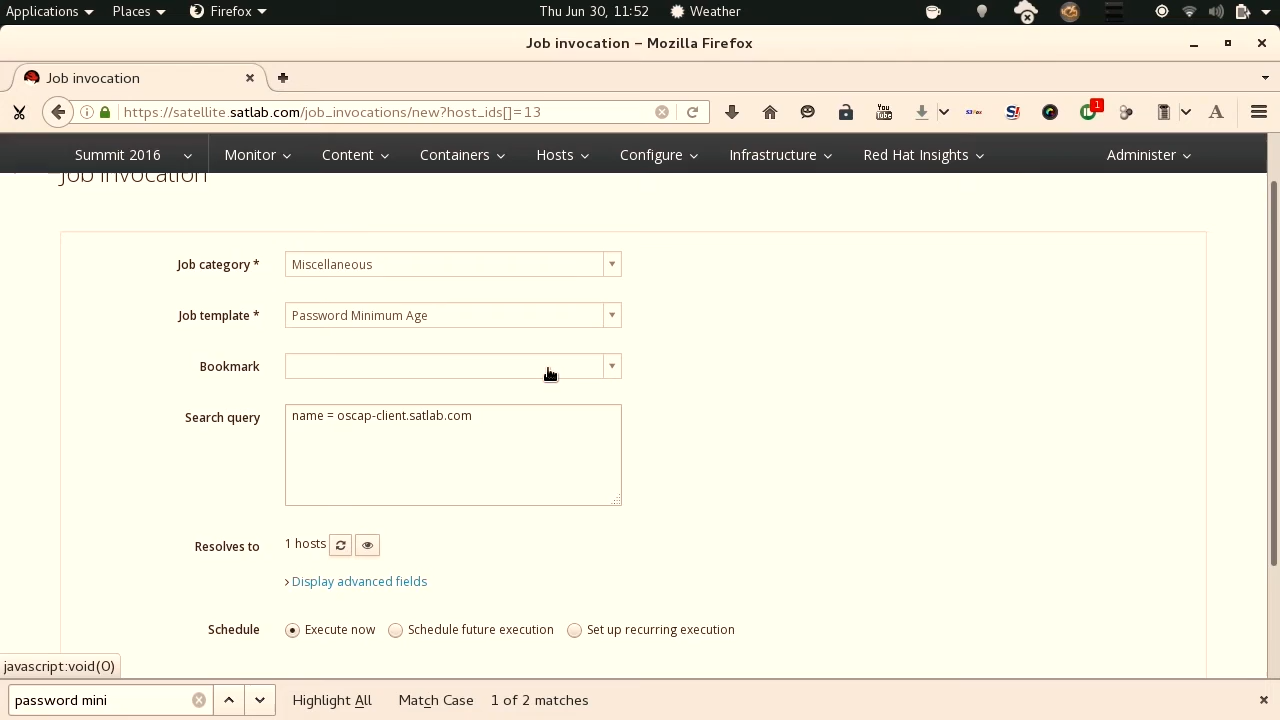 Applications Places Firefox Thu Jun 30, 11:52 Weather
Job invocation – Mozilla Firefox
Job invocation
https://satellite.satlab.com/job_invocations/new?host_ids[]=13 You Tube S! 1 A
Summit 2016 Monitor Content Containers Hosts Configure Infrastructure Red Hat Insights Administer
Job invocation
Job category * Miscellaneous
Job template * Password Minimum Age
Bookmark
Search query name = oscap-client.satlab.com
Resolves to 1 hosts
Display advanced fields
Schedule Execute now Schedule future execution Set up recurring execution
javascript:void(0)
password mini Highlight All Match Case 1 of 2 matches